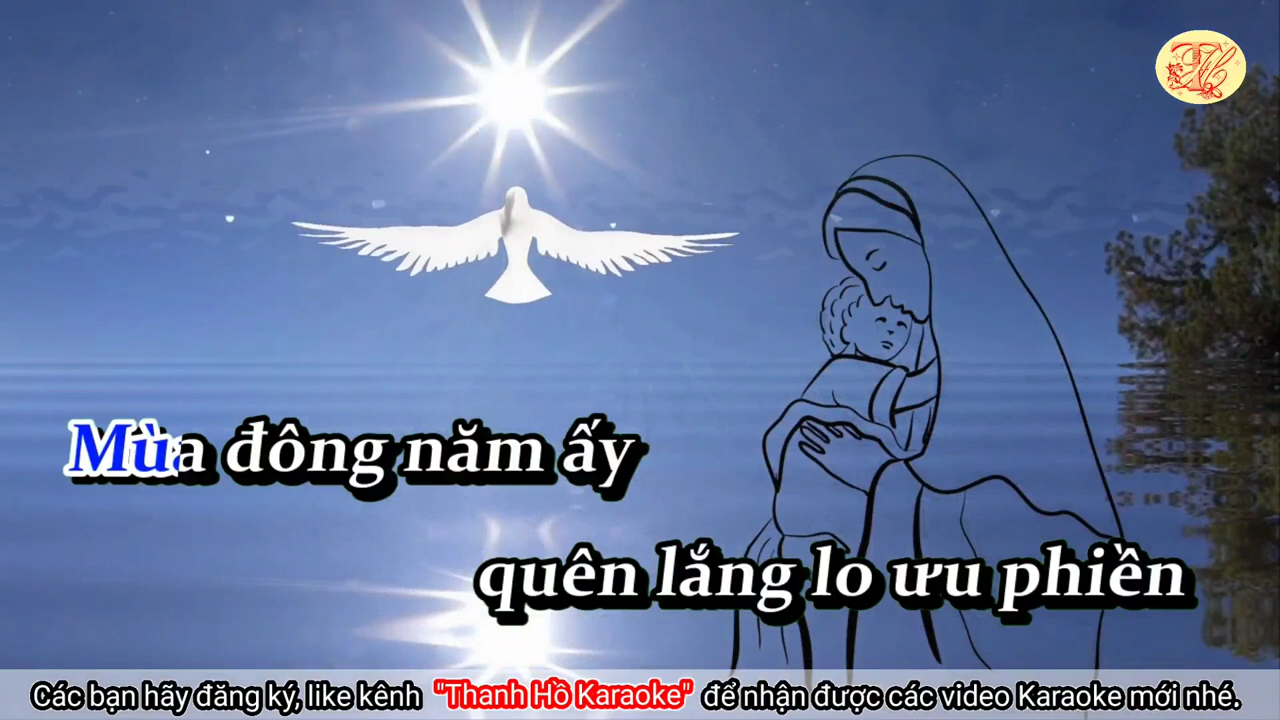 Mùa đông năm ấy
quên lắng lo ưu phiền
Các bạn hãy đăng ký, like kênh "Thanh Hồ Karaoke" để nhận được các video Karaoke mới nhé.